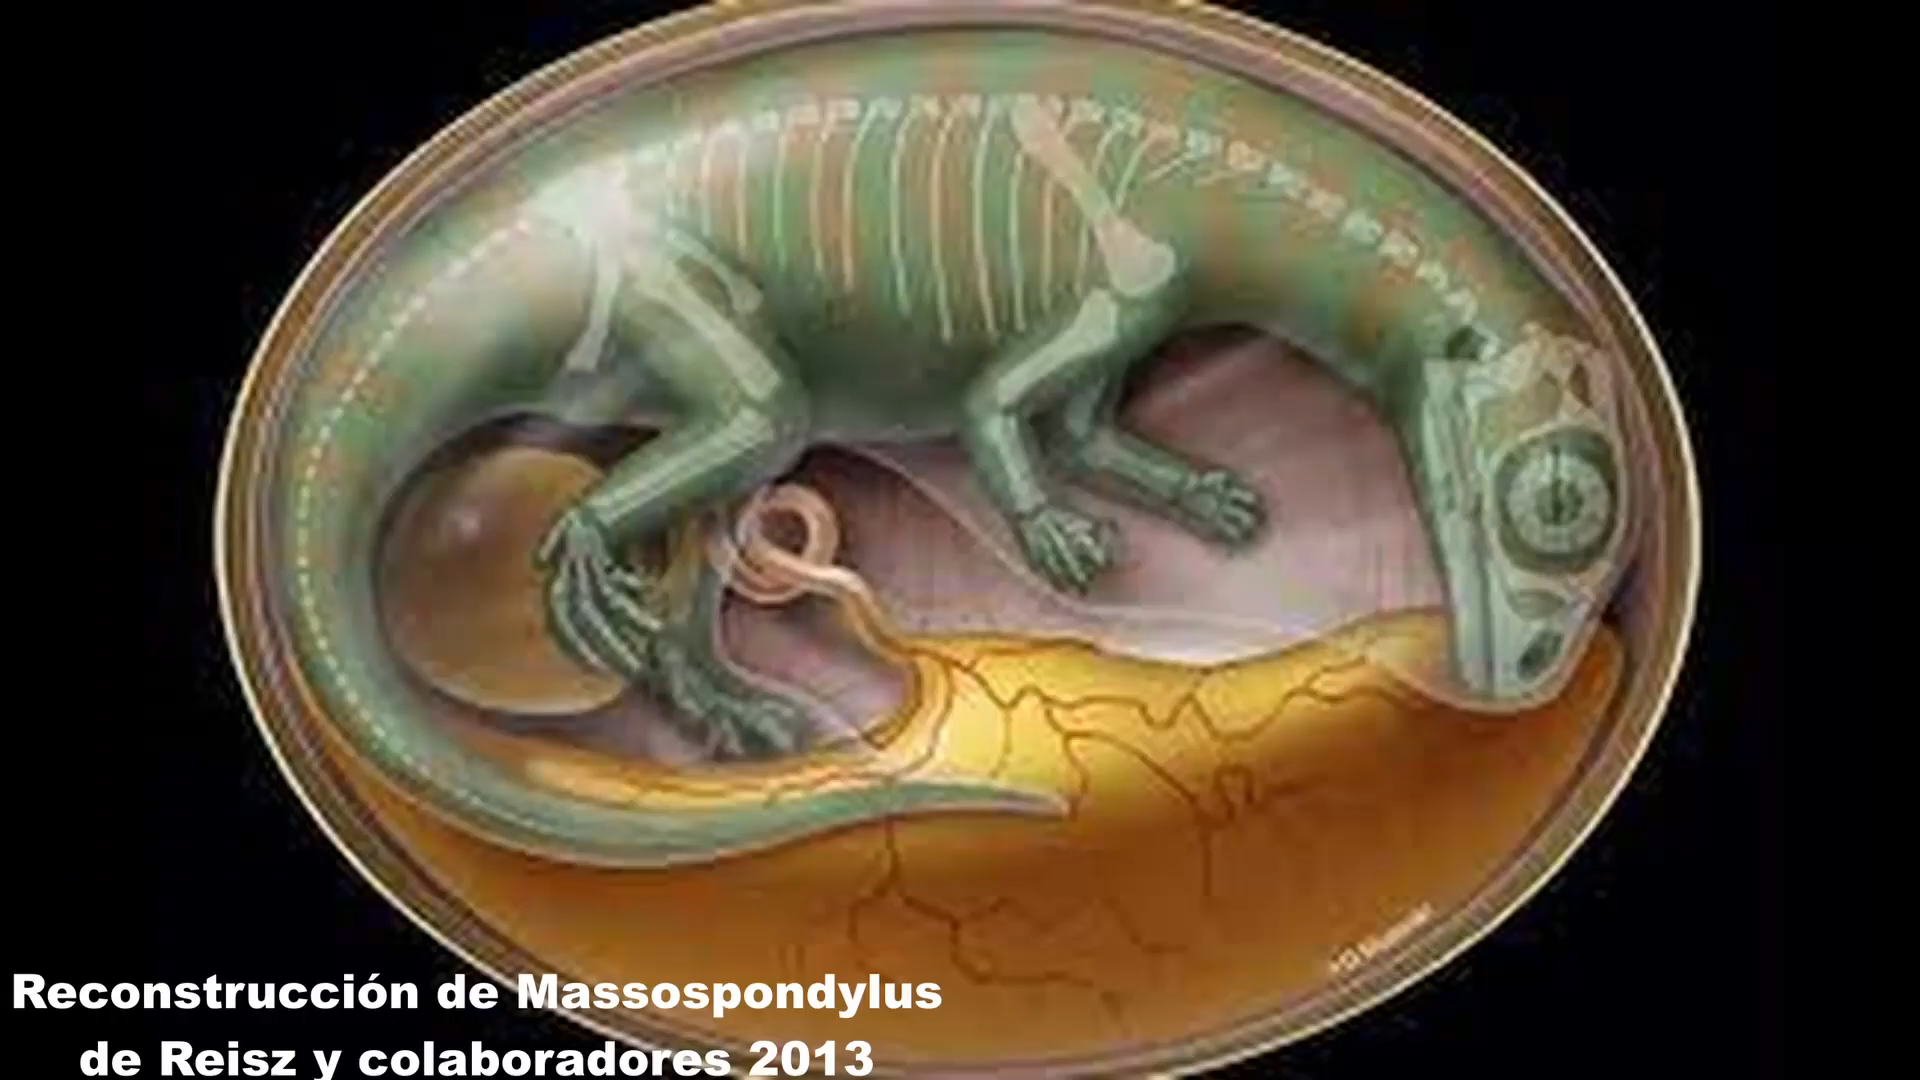 Reconstrucción de Massospondylus
de Reisz y colaboradores 2013